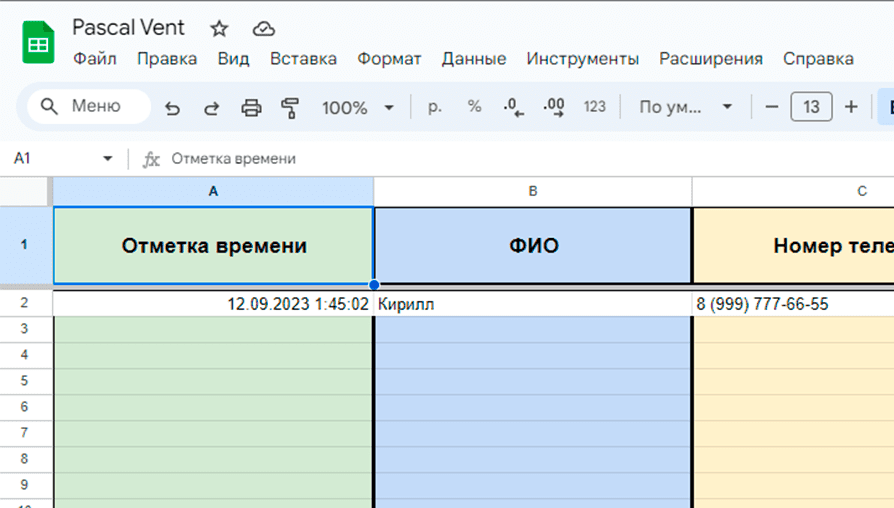 Pascal Vent
Файл Правка Вид Вставка Формат Данные Инструменты Расширения Справка
Меню 100% р. % .0 .00 123 По ум... 13
A1 fx Отметка времени
A B C
1 Отметка времени ФИО Номер теле
2 12.09.2023 1:45:02 Кирилл 8 (999) 777-66-55
3
4
5
6
7
8
9